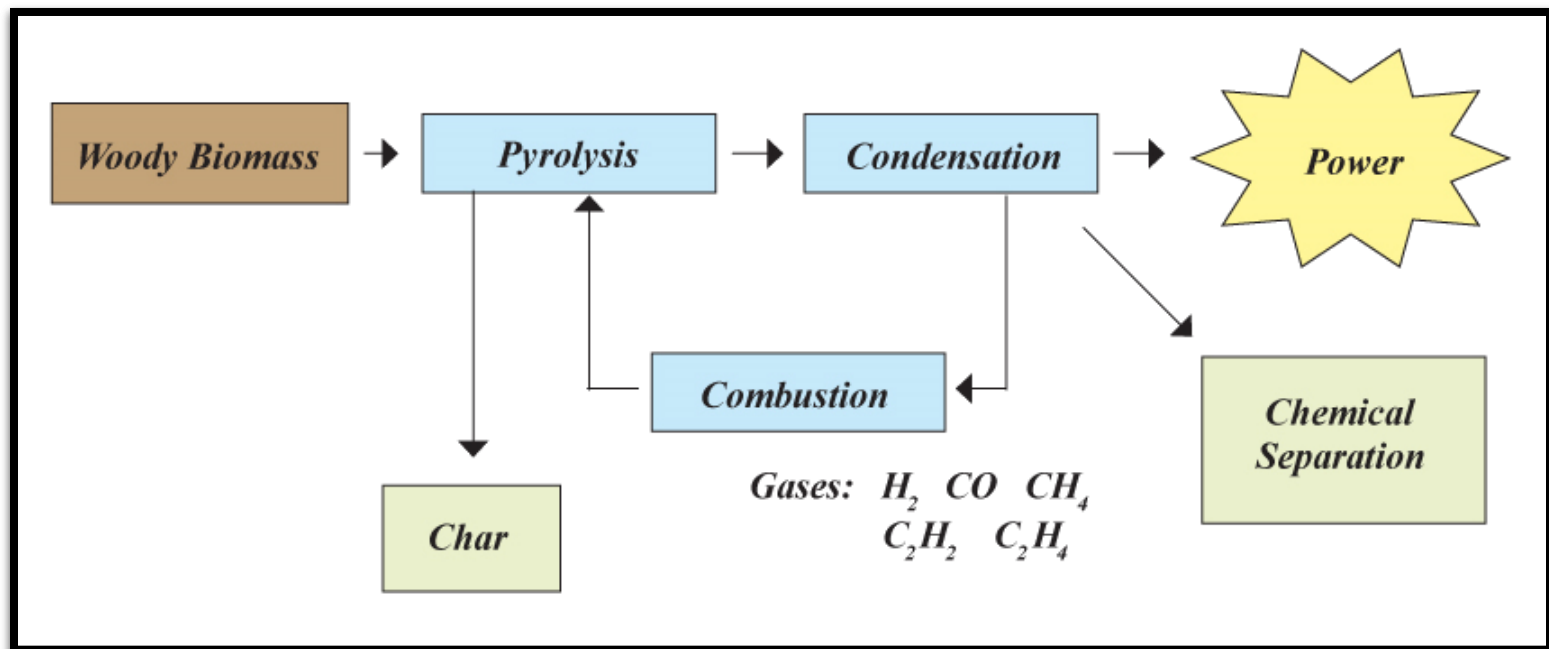 Woody Biomass
Pyrolysis
Condensation
Power
Combustion
Chemical
Separation
Gases: H₂ CO CH₄
C₂H₂ C₂H₄
Char